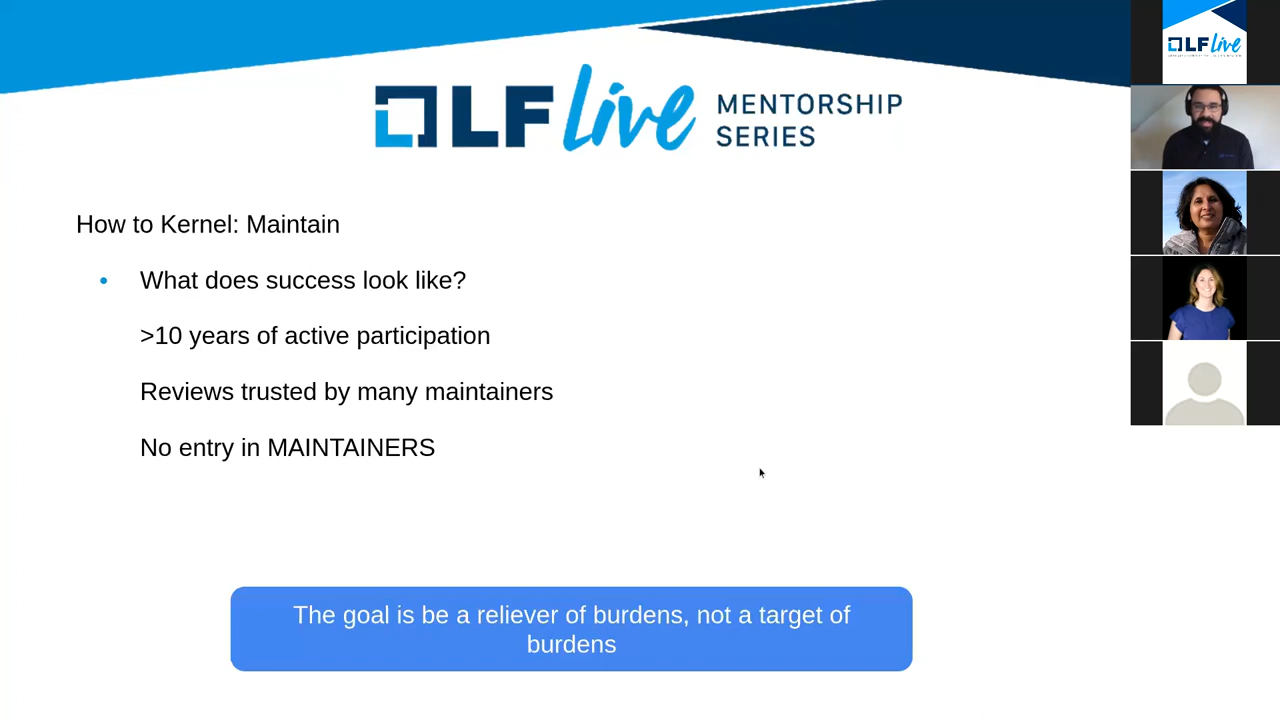 LF Live MENTORSHIP
SERIES
LF Live
How to Kernel: Maintain
• What does success look like?
>10 years of active participation
Reviews trusted by many maintainers
No entry in MAINTAINERS
The goal is be a reliever of burdens, not a target of
burdens